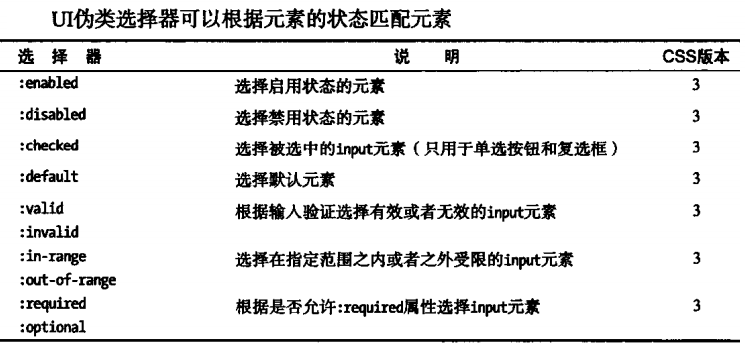 UI伪类选择器可以根据元素的状态匹配元素
选 择 器 说 明 CSS版本
:enabled 选择启用状态的元素 3
:disabled 选择禁用状态的元素 3
:checked 选择被选中的input元素（只用于单选按钮和复选框） 3
:default 选择默认元素 3
:valid 根据输入验证选择有效或者无效的input元素 3
:invalid
:in-range 选择在指定范围之内或者之外受限的input元素 3
:out-of-range
:required 根据是否允许:required属性选择input元素 3
:optional